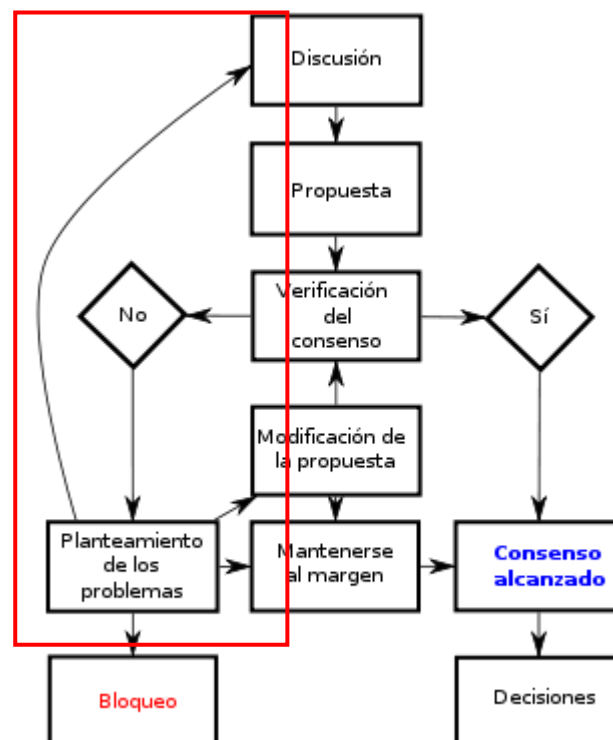 Discusión
Propuesta
Verificación
del
consenso
No
Sí
Modificación de
la propuesta
Planteamiento
de los
problemas
Mantenerse
al margen
Consenso
alcanzado
Bloqueo
Decisiones